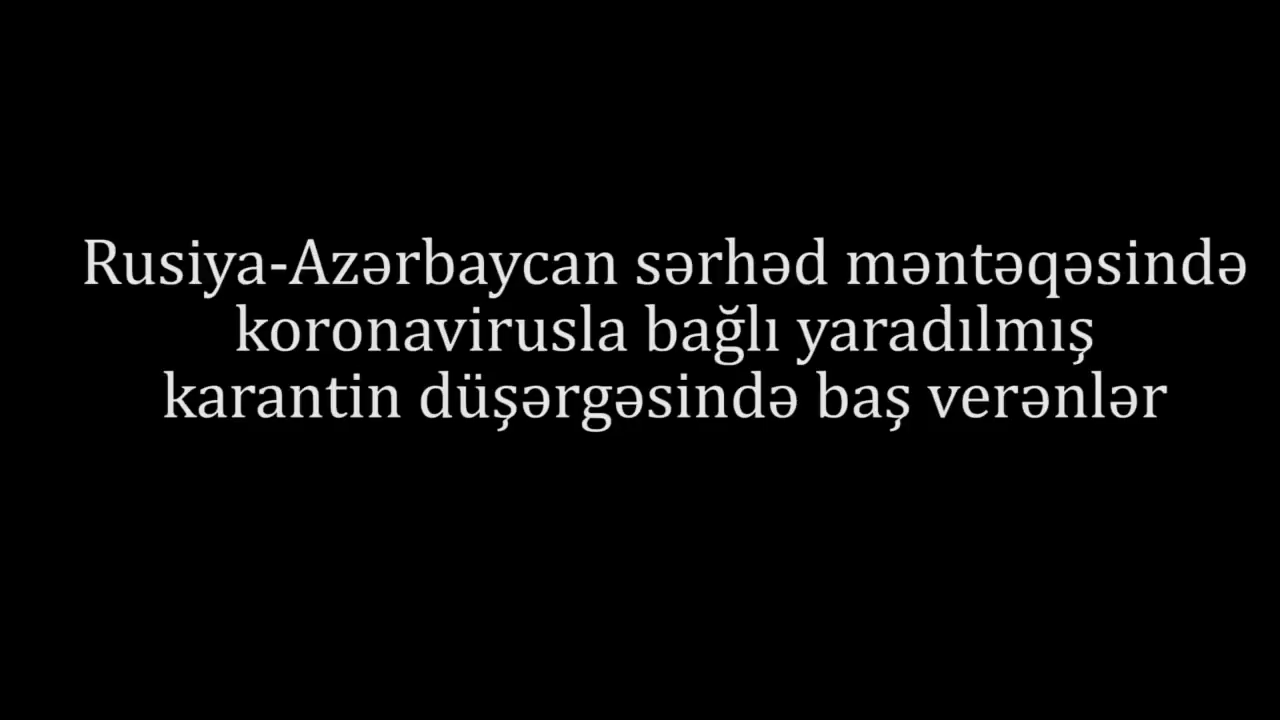 Rusiya-Azərbaycan sərhəd məntəqəsində
koronavirusla bağlı yaradılmış
karantin düşərgəsində baş verənlər